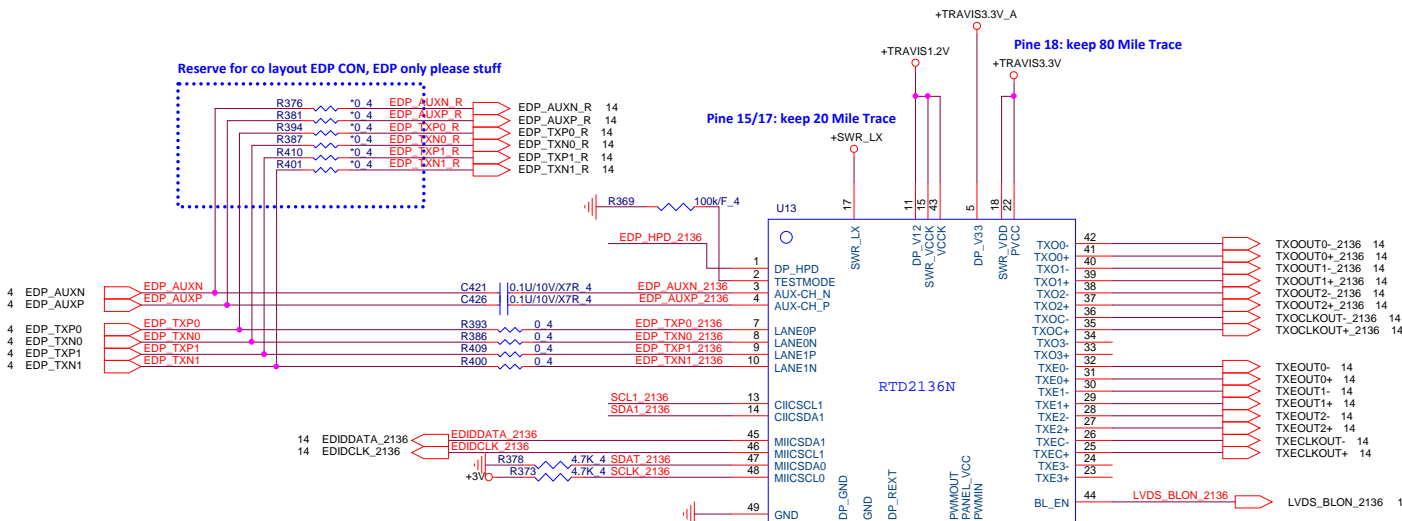 +TRAVIS3.3V_A
Pine 18: keep 80 Mile Trace
+TRAVIS1.2V
+TRAVIS3.3V
Reserve for co layout EDP CON, EDP only please stuff
R376 *0_4 EDP_AUXN_R EDP_AUXN_R 14
R381 *0_4 EDP_AUXP_R EDP_AUXP_R 14
R394 *0_4 EDP_TXP0_R EDP_TXP0_R 14
R387 *0_4 EDP_TXN0_R EDP_TXN0_R 14
R410 *0_4 EDP_TXP1_R EDP_TXP1_R 14
R401 *0_4 EDP_TXN1_R EDP_TXN1_R 14
Pine 15/17: keep 20 Mile Trace
+SWR_LX
R369 100k/F_4
U13
17 11 15 43 5 18 22
SWR_LX DP_V12 SWR_VCCK VCCK DP_V33 SWR_VDD PVCC
EDP_HPD_2136 1 DP_HPD
2 TESTMODE
4 EDP_AUXN EDP_AUXN C421 0.1U/10V/X7R_4 EDP_AUXN_2136 3 AUX-CH_N
4 EDP_AUXP EDP_AUXP C426 0.1U/10V/X7R_4 EDP_AUXP_2136 4 AUX-CH_P
4 EDP_TXP0 EDP_TXP0 R393 0_4 EDP_TXP0_2136 7 LANE0P
4 EDP_TXN0 EDP_TXN0 R386 0_4 EDP_TXN0_2136 8 LANE0N
4 EDP_TXP1 EDP_TXP1 R409 0_4 EDP_TXP1_2136 9 LANE1P
4 EDP_TXN1 EDP_TXN1 R400 0_4 EDP_TXN1_2136 10 LANE1N
RTD2136N
SCL1_2136 13 CIICSCL1
SDA1_2136 14 CIICSDA1
14 EDIDDATA_2136 EDIDDATA_2136 45 MIICSDA1
14 EDIDCLK_2136 EDIDCLK_2136 46 MIICSCL1
R378 4.7K_4 SDAT_2136 47 MIICSDA0
+3V R373 4.7K_4 SCLK_2136 48 MIICSCL0
49 GND
DP_GND GND DP_REXT PWMOUT PANEL_VCC PWMIN
TXO0- 42 TXOOUT0-_2136 14
TXO0+ 41 TXOOUT0+_2136 14
TXO1- 40 TXOOUT1-_2136 14
TXO1+ 39 TXOOUT1+_2136 14
TXO2- 38 TXOOUT2-_2136 14
TXO2+ 37 TXOOUT2+_2136 14
TXOC- 36 TXOCLKOUT-_2136 14
TXOC+ 35 TXOCLKOUT+_2136 14
TXO3- 34
TXO3+ 33
TXE0- 32 TXEOUT0- 14
TXE0+ 31 TXEOUT0+ 14
TXE1- 30 TXEOUT1- 14
TXE1+ 29 TXEOUT1+ 14
TXE2- 28 TXEOUT2- 14
TXE2+ 27 TXEOUT2+ 14
TXEC- 26 TXECLKOUT- 14
TXEC+ 25 TXECLKOUT+ 14
TXE3- 24
TXE3+ 23
BL_EN 44 LVDS_BLON_2136 LVDS_BLON_2136 1